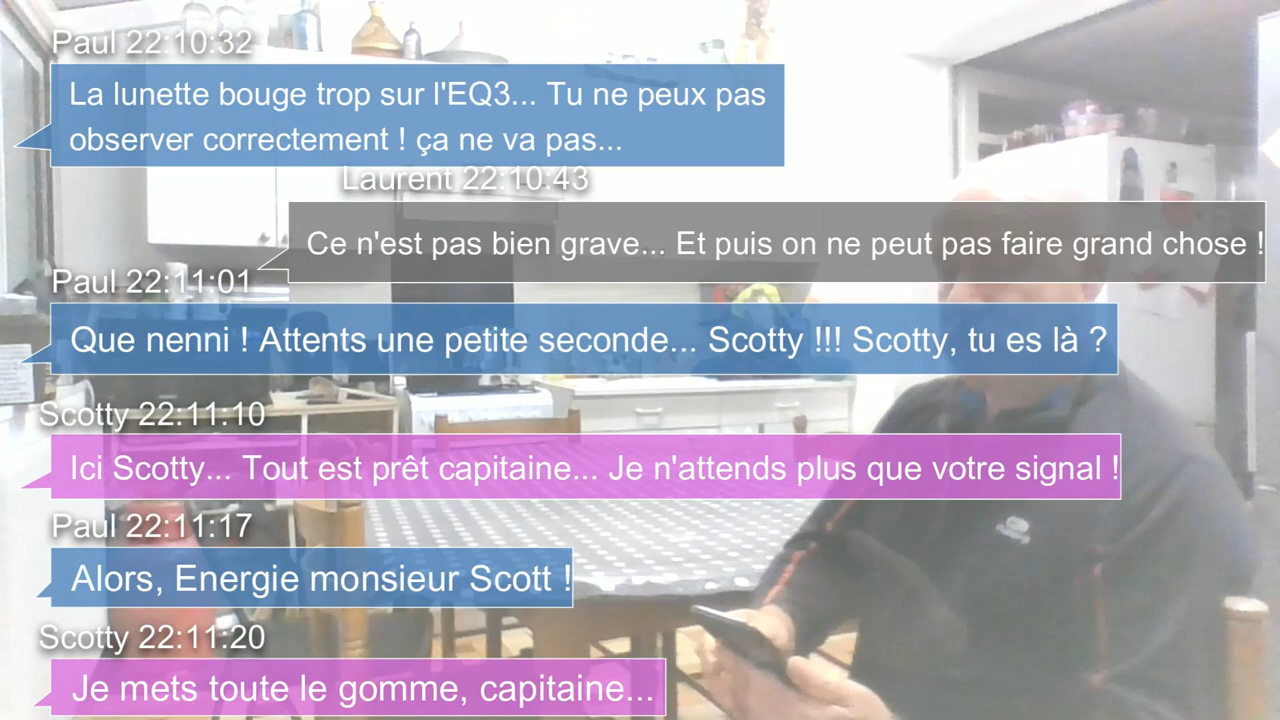 Paul 22:10:32
La lunette bouge trop sur l'EQ3... Tu ne peux pas
observer correctement ! ça ne va pas...
Laurent 22:10:43
Ce n'est pas bien grave... Et puis on ne peut pas faire grand chose !
Paul 22:11:01
Que nenni ! Attents une petite seconde... Scotty !!! Scotty, tu es là ?
Scotty 22:11:10
Ici Scotty... Tout est prêt capitaine... Je n'attends plus que votre signal !
Paul 22:11:17
Alors, Energie monsieur Scott !
Scotty 22:11:20
Je mets toute le gomme, capitaine...